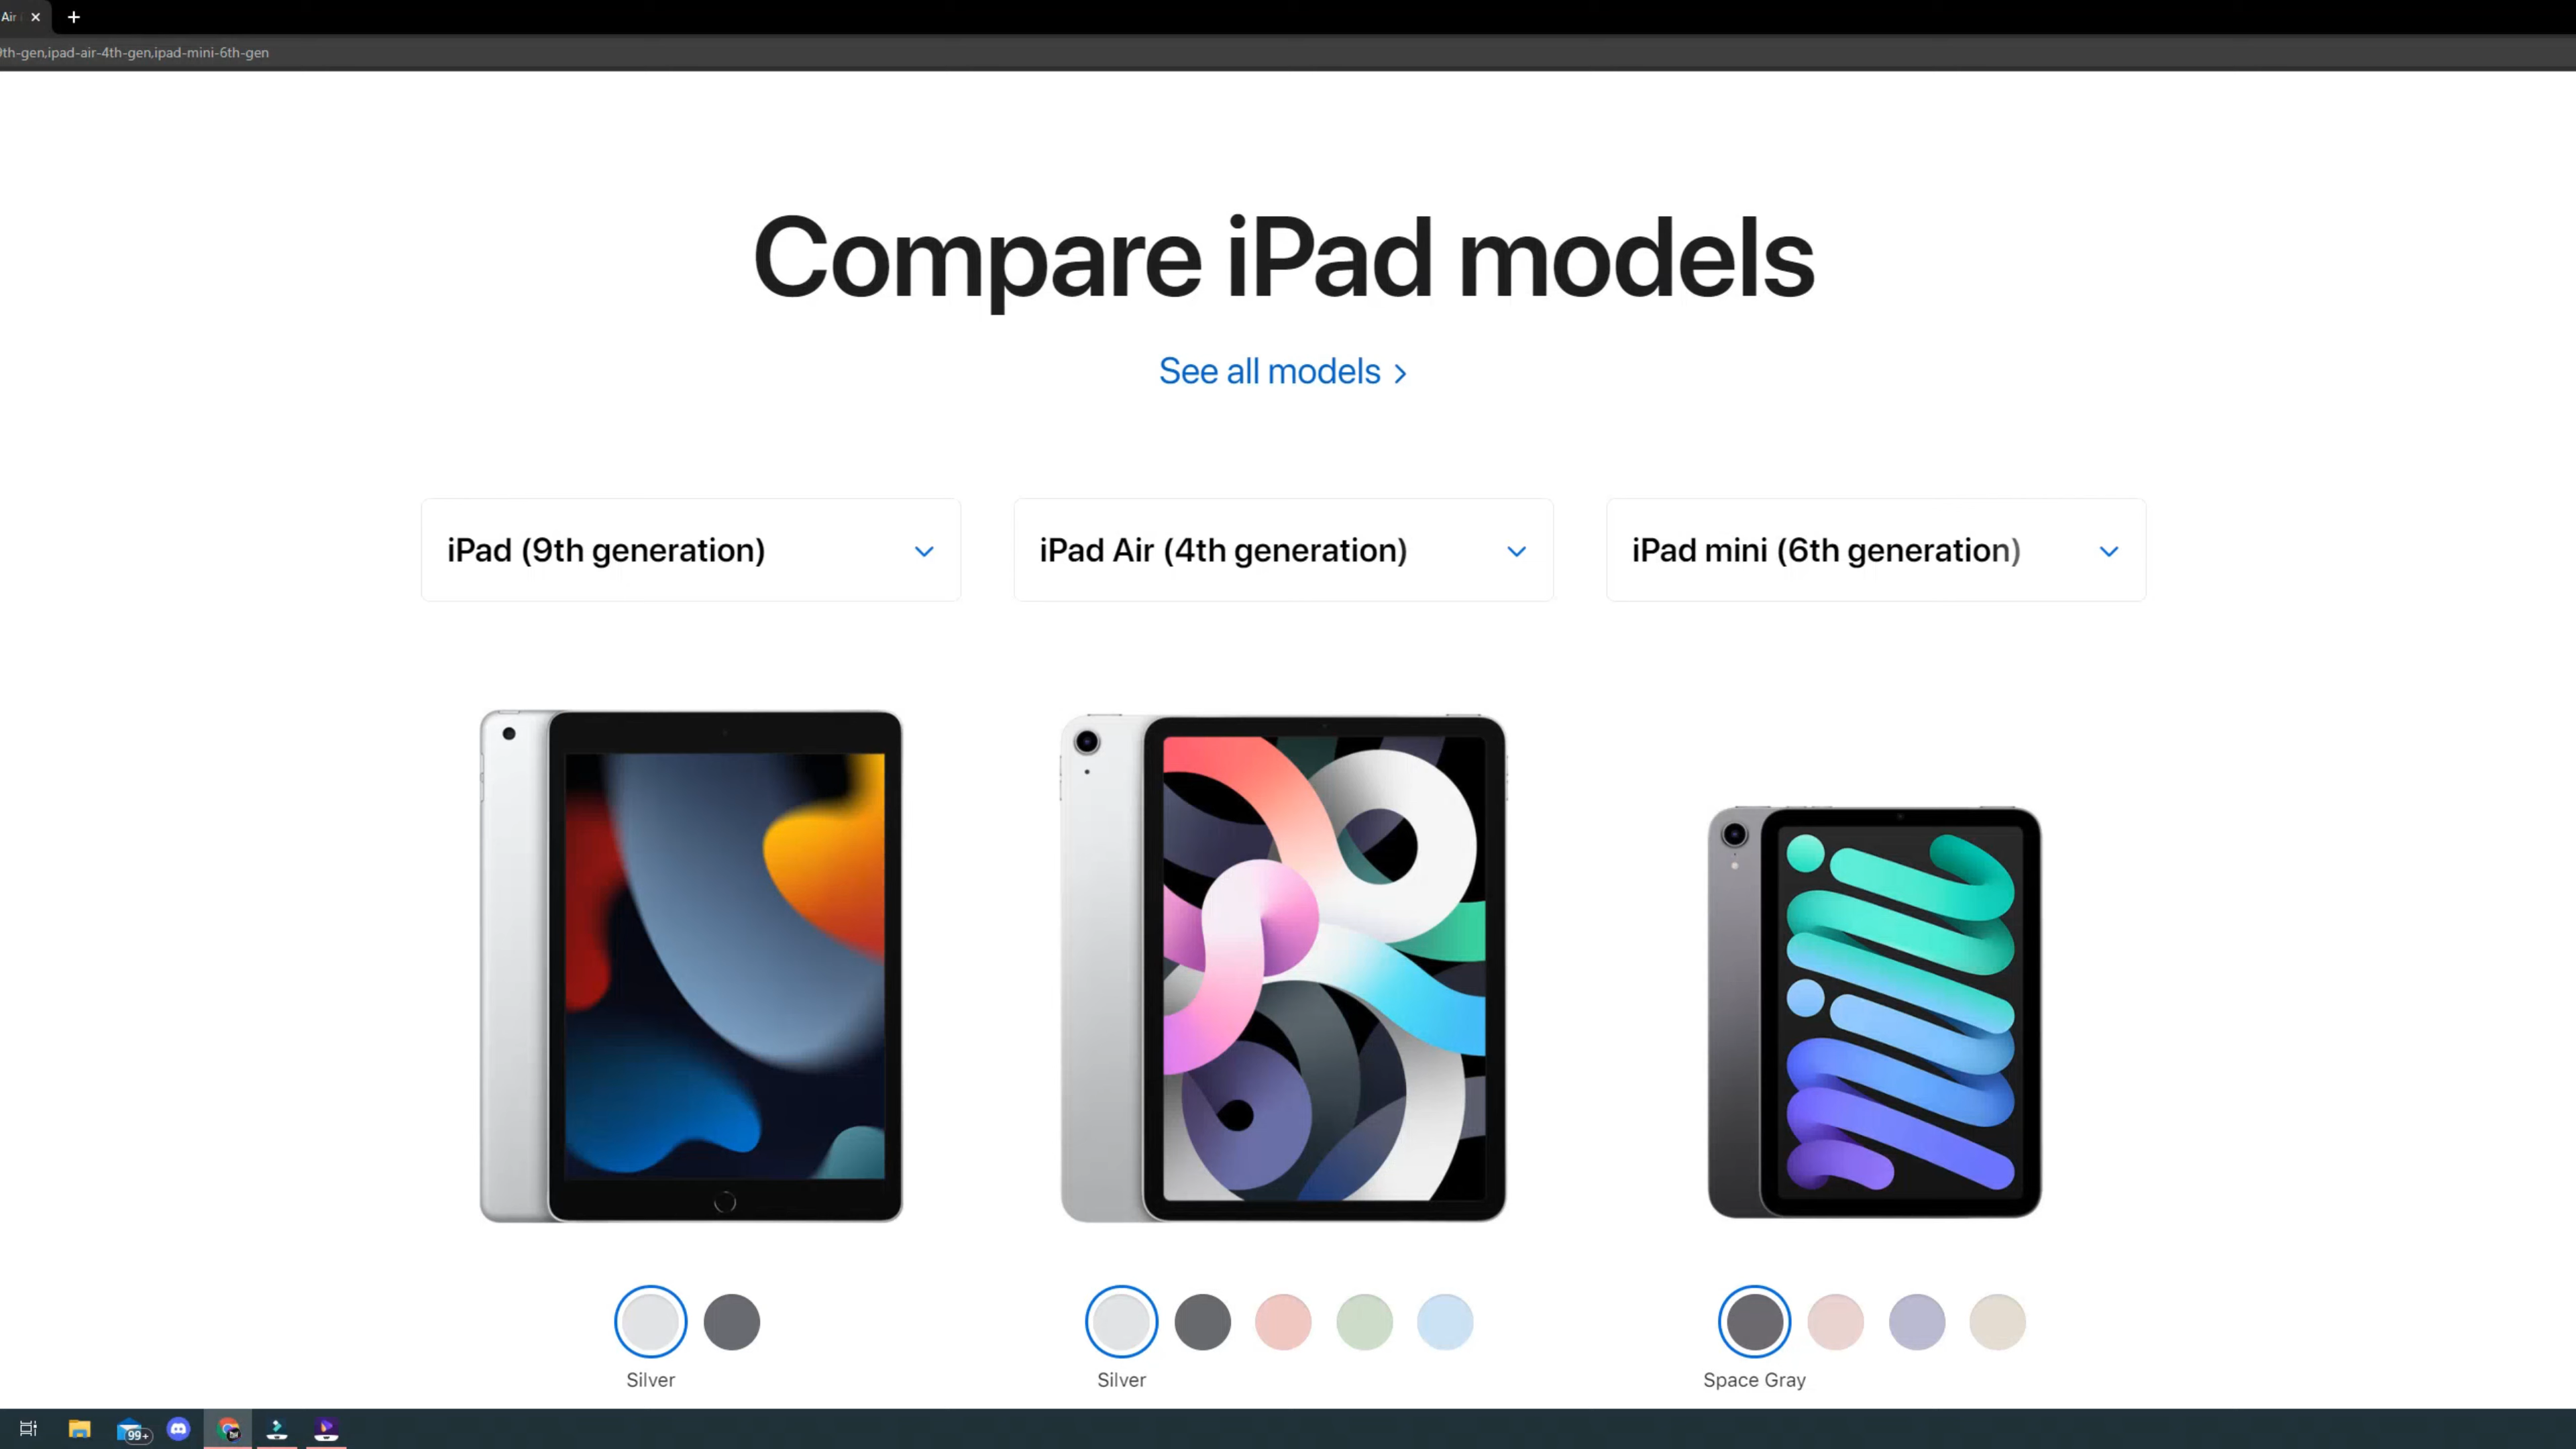 Air
9th-gen,ipad-air-4th-gen,ipad-mini-6th-gen
Compare iPad models
See all models >
iPad (9th generation)
iPad Air (4th generation)
iPad mini (6th generation)
Silver
Silver
Space Gray
99+